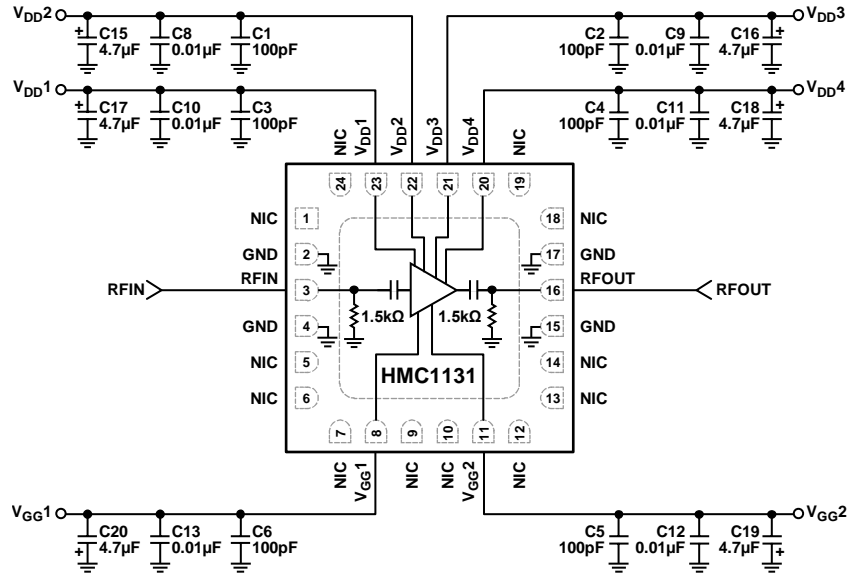 VDD2
+ C15 4.7µF
C8 0.01µF
C1 100pF
VDD3
C2 100pF
C9 0.01µF
C16 4.7µF +
VDD1
+ C17 4.7µF
C10 0.01µF
C3 100pF
VDD4
C4 100pF
C11 0.01µF
C18 4.7µF +
NIC
VDD1
VDD2
VDD3
VDD4
NIC
24
23
22
21
20
19
NIC 1
18 NIC
GND 2
17 GND
RFIN
RFIN 3
16 RFOUT
RFOUT
1.5kΩ
1.5kΩ
GND 4
15 GND
NIC 5
14 NIC
HMC1131
NIC 6
13 NIC
7
8
9
10
11
12
NIC
VGG1
NIC
NIC
VGG2
NIC
VGG1
C20 4.7µF +
C13 0.01µF
C6 100pF
VGG2
C5 100pF
C12 0.01µF
C19 4.7µF +